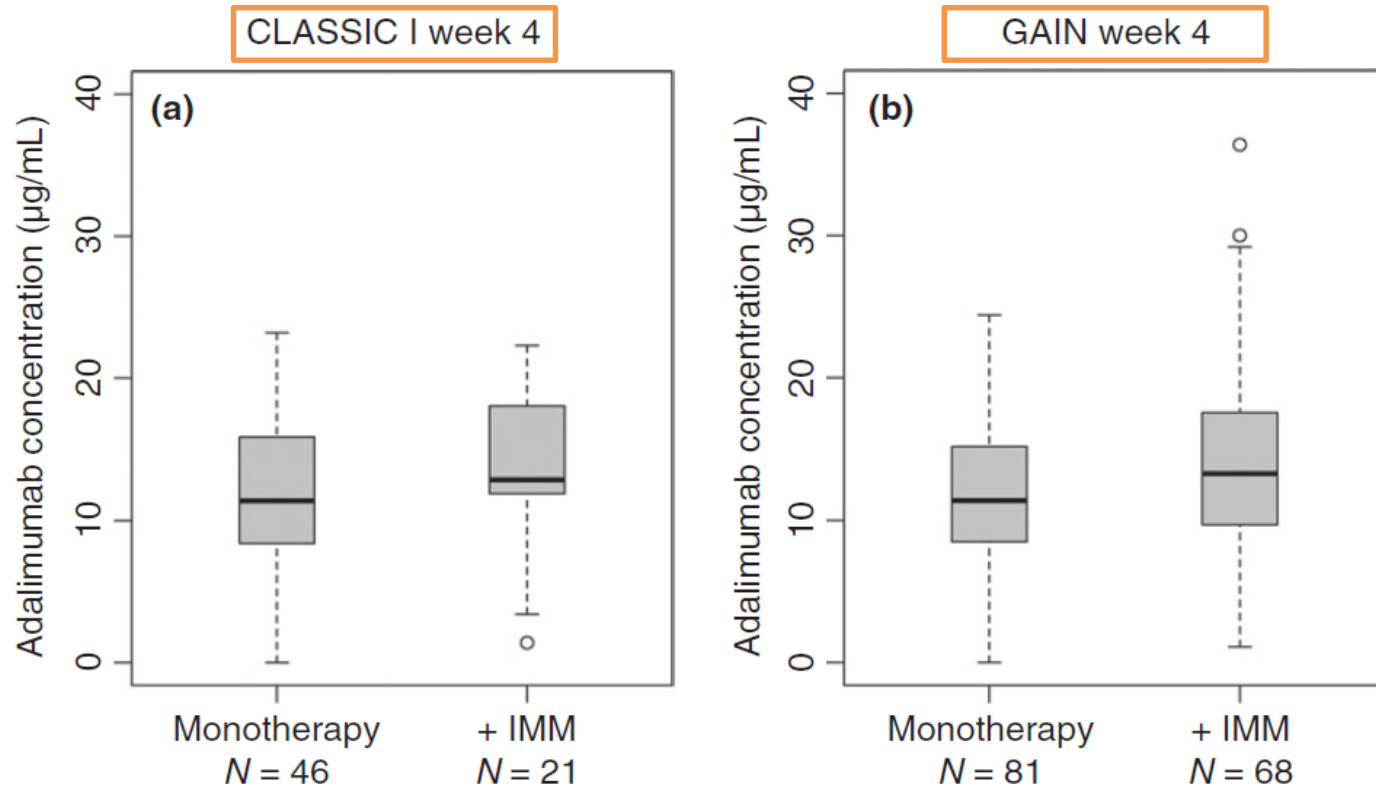 CLASSIC I week 4
(a)
Adalimumab concentration (µg/mL)
40
30
20
10
0
Monotherapy
N = 46
+ IMM
N = 21
GAIN week 4
(b)
Adalimumab concentration (µg/mL)
40
30
20
10
0
Monotherapy
N = 81
+ IMM
N = 68